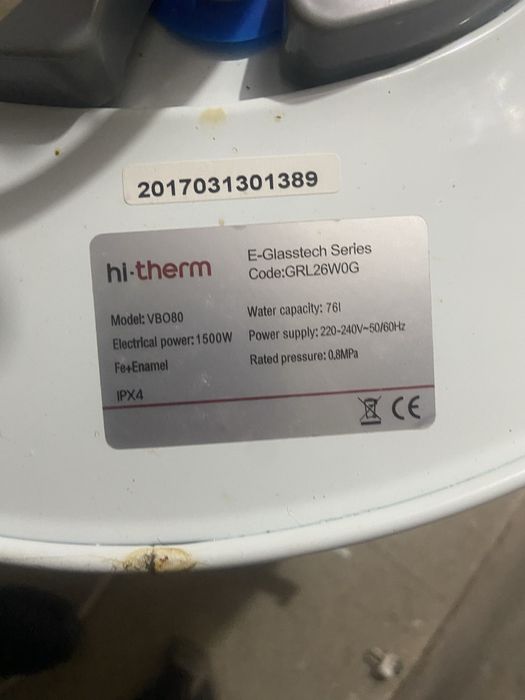 2017031301389
hi-therm
E-Glasstech Series
Code:GRL26W0G
Model: VBO80
Water capacity: 76l
Electrical power: 1500W
Power supply: 220-240V~50/60Hz
Fe+Enamel
Rated pressure: 0.8MPa
IPX4
CE